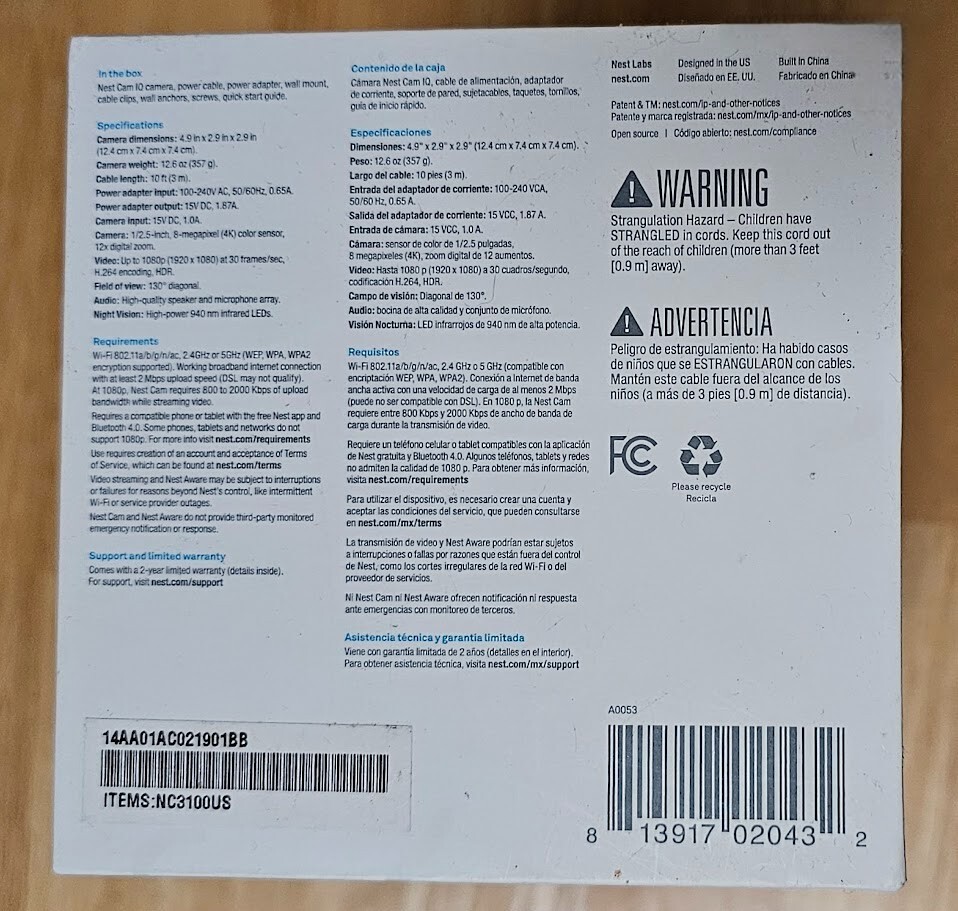 In the box
Nest Cam IQ camera, power cable, power adapter, wall mount,
cable clips, wall anchors, screws, quick start guide.
Specifications
Camera dimensions: 4.9 in x 2.9 in x 2.9 in
(12.4 cm x 7.4 cm x 7.4 cm).
Camera weight: 12.6 oz (357 g).
Cable length: 10 ft (3 m).
Power adapter input: 100-240V AC, 50/60Hz, 0.65A.
Power adapter output: 15V DC, 1.87A.
Camera input: 15V DC, 1.0A.
Camera: 1/2.5-inch, 8-megapixel (4K) color sensor,
12x digital zoom.
Video: Up to 1080p (1920 x 1080) at 30 frames/sec,
H.264 encoding, HDR.
Field of view: 130° diagonal.
Audio: High-quality speaker and microphone array.
Night Vision: High-power 940 nm infrared LEDs.
Requirements
Wi-Fi 802.11a/b/g/n/ac, 2.4GHz or 5GHz (WEP, WPA, WPA2
encryption supported). Working broadband internet connection
with at least 2 Mbps upload speed (DSL may not qualify).
At 1080p, Nest Cam requires 800 to 2000 Kbps of upload
bandwidth while streaming video.
Requires a compatible phone or tablet with the free Nest app and
Bluetooth 4.0. Some phones, tablets and networks do not
support 1080p. For more info visit nest.com/requirements
Use requires creation of an account and acceptance of Terms
of Service, which can be found at nest.com/terms
Video streaming and Nest Aware may be subject to interruptions
or failures for reasons beyond Nest's control, like intermittent
Wi-Fi or service provider outages.
Nest Cam and Nest Aware do not provide third-party monitored
emergency notification or response.
Support and limited warranty
Comes with a 2-year limited warranty (details inside).
For support, visit nest.com/support
Contenido de la caja
Cámara Nest Cam IQ, cable de alimentación, adaptador
de corriente, soporte de pared, sujetacables, taquetes, tornillos,
guía de inicio rápido.
Especificaciones
Dimensiones: 4.9" x 2.9" x 2.9" (12.4 cm x 7.4 cm x 7.4 cm).
Peso: 12.6 oz (357 g).
Largo del cable: 10 pies (3 m).
Entrada del adaptador de corriente: 100-240 VCA,
50/60 Hz, 0.65 A.
Salida del adaptador de corriente: 15 VCC, 1.87 A.
Entrada de cámara: 15 VCC, 1.0 A.
Cámara: sensor de color de 1/2.5 pulgadas,
8 megapíxeles (4K), zoom digital de 12 aumentos.
Video: Hasta 1080 p (1920 x 1080) a 30 cuadros/segundo,
codificación H.264, HDR.
Campo de visión: Diagonal de 130°.
Audio: bocina de alta calidad y conjunto de micrófono.
Visión Nocturna: LED infrarrojos de 940 nm de alta potencia.
Requisitos
Wi-Fi 802.11a/b/g/n/ac, 2.4 GHz o 5 GHz (compatible con
encriptación WEP, WPA, WPA2). Conexión a Internet de banda
ancha activa con una velocidad de carga de al menos 2 Mbps
(puede no ser compatible con DSL). En 1080 p, la Nest Cam
requiere entre 800 Kbps y 2000 Kbps de ancho de banda de
carga durante la transmisión de video.
Requiere un teléfono celular o tablet compatibles con la aplicación
de Nest gratuita y Bluetooth 4.0. Algunos teléfonos, tablets y redes
no admiten la calidad de 1080 p. Para obtener más información,
visita nest.com/requirements
Para utilizar el dispositivo, es necesario crear una cuenta y
aceptar las condiciones del servicio, que pueden consultarse
en nest.com/mx/terms
La transmisión de video y Nest Aware podrían estar sujetos
a interrupciones o fallas por razones que están fuera del control
de Nest, como los cortes irregulares de la red Wi-Fi o del
proveedor de servicios.
Ni Nest Cam ni Nest Aware ofrecen notificación ni respuesta
ante emergencias con monitoreo de terceros.
Asistencia técnica y garantía limitada
Viene con garantía limitada de 2 años (detalles en el interior).
Para obtener asistencia técnica, visita nest.com/mx/support
Nest Labs Designed in the US Built in China
nest.com Diseñado en EE. UU. Fabricado en China
Patent & TM: nest.com/ip-and-other-notices
Patente y marca registrada: nest.com/mx/ip-and-other-notices
Open source | Código abierto: nest.com/compliance
WARNING
Strangulation Hazard – Children have
STRANGLED in cords. Keep this cord out
of the reach of children (more than 3 feet
[0.9 m] away).
ADVERTENCIA
Peligro de estrangulamiento: Ha habido casos
de niños que se ESTRANGULARON con cables.
Mantén este cable fuera del alcance de los
niños (a más de 3 pies [0.9 m] de distancia).
FC
Please recycle
Recicla
14AA01AC021901BB
ITEMS:NC3100US
A0053
8 13917 02043 2